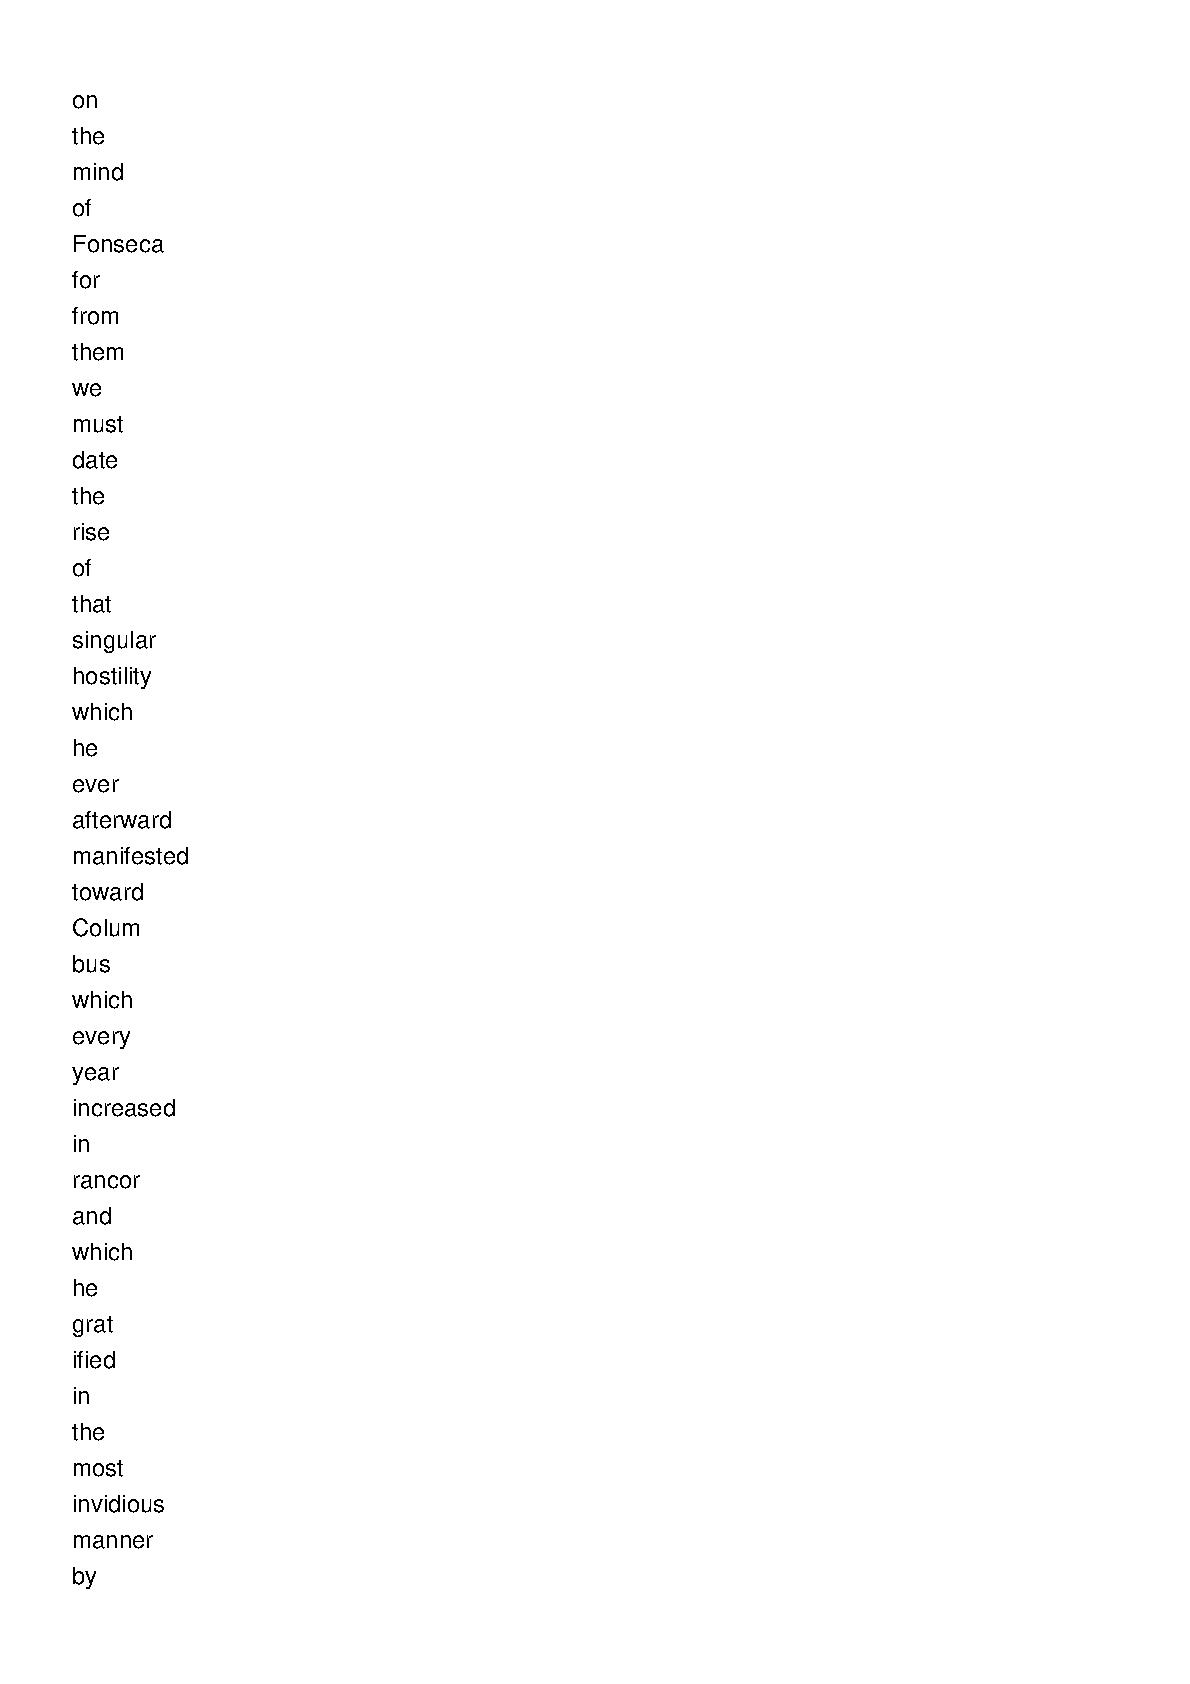 on
the
mind
of
Fonseca
for
from
them
we
must
date
the
rise
of
that
singular
hostility
which
he
ever
afterward
manifested
toward
Colum
bus
which
every
year
increased
in
rancor
and
which
he
grat
ified
in
the
most
invidious
manner
by